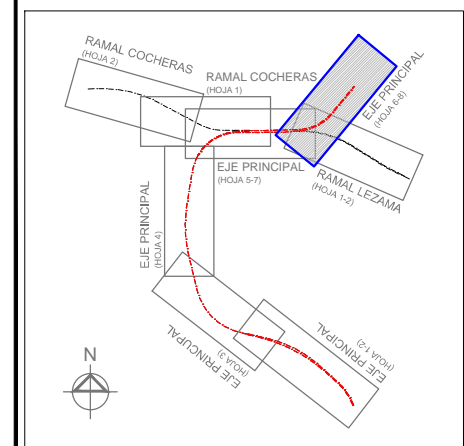 RAMAL COCHERAS
(HOJA 2)
RAMAL COCHERAS
(HOJA 1)
EJE PRINCIPAL
(HOJA 6-8)
EJE PRINCIPAL
(HOJA 5-7)
RAMAL LEZAMA
(HOJA 1-2)
EJE PRINCIPAL
(HOJA 4)
EJE PRINCUPAL
(HOJA 3)
EJE PRINCIPAL
(HOJA 1-2)
N